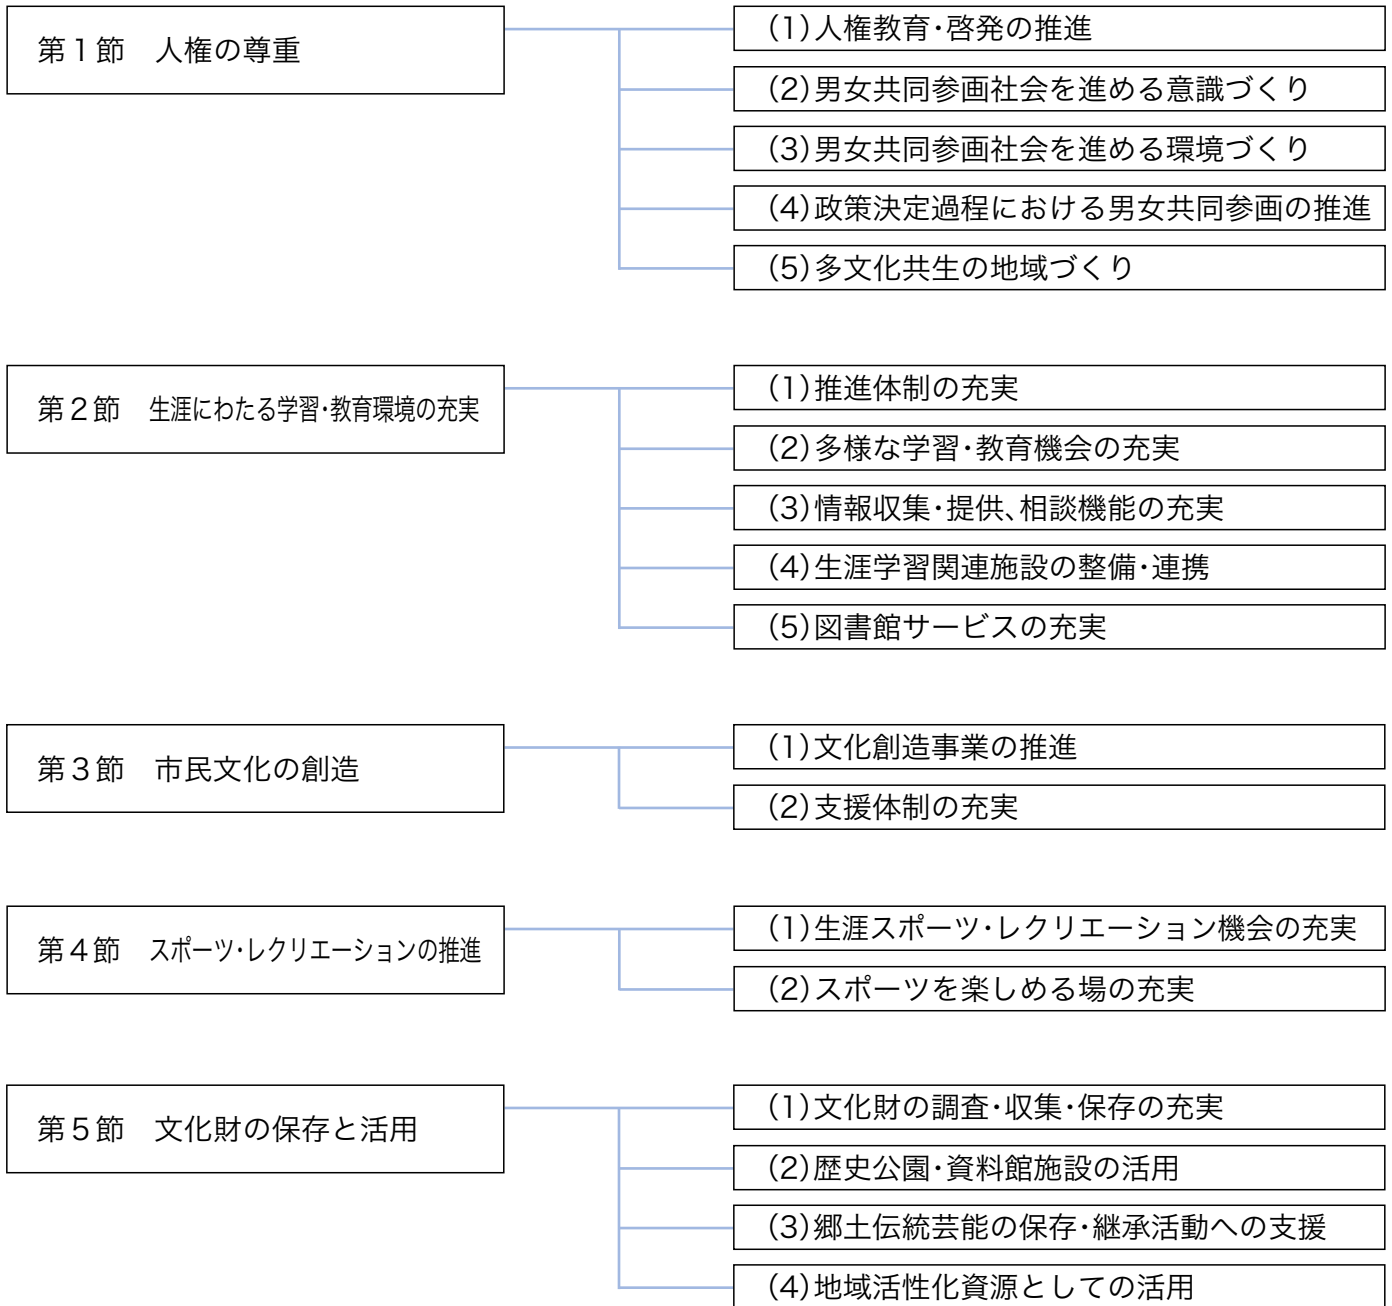 第1節　人権の尊重
(1)人権教育・啓発の推進
(2)男女共同参画社会を進める意識づくり
(3)男女共同参画社会を進める環境づくり
(4)政策決定過程における男女共同参画の推進
(5)多文化共生の地域づくり
第2節　生涯にわたる学習・教育環境の充実
(1)推進体制の充実
(2)多様な学習・教育機会の充実
(3)情報収集・提供、相談機能の充実
(4)生涯学習関連施設の整備・連携
(5)図書館サービスの充実
第3節　市民文化の創造
(1)文化創造事業の推進
(2)支援体制の充実
第4節　スポーツ・レクリエーションの推進
(1)生涯スポーツ・レクリエーション機会の充実
(2)スポーツを楽しめる場の充実
第5節　文化財の保存と活用
(1)文化財の調査・収集・保存の充実
(2)歴史公園・資料館施設の活用
(3)郷土伝統芸能の保存・継承活動への支援
(4)地域活性化資源としての活用